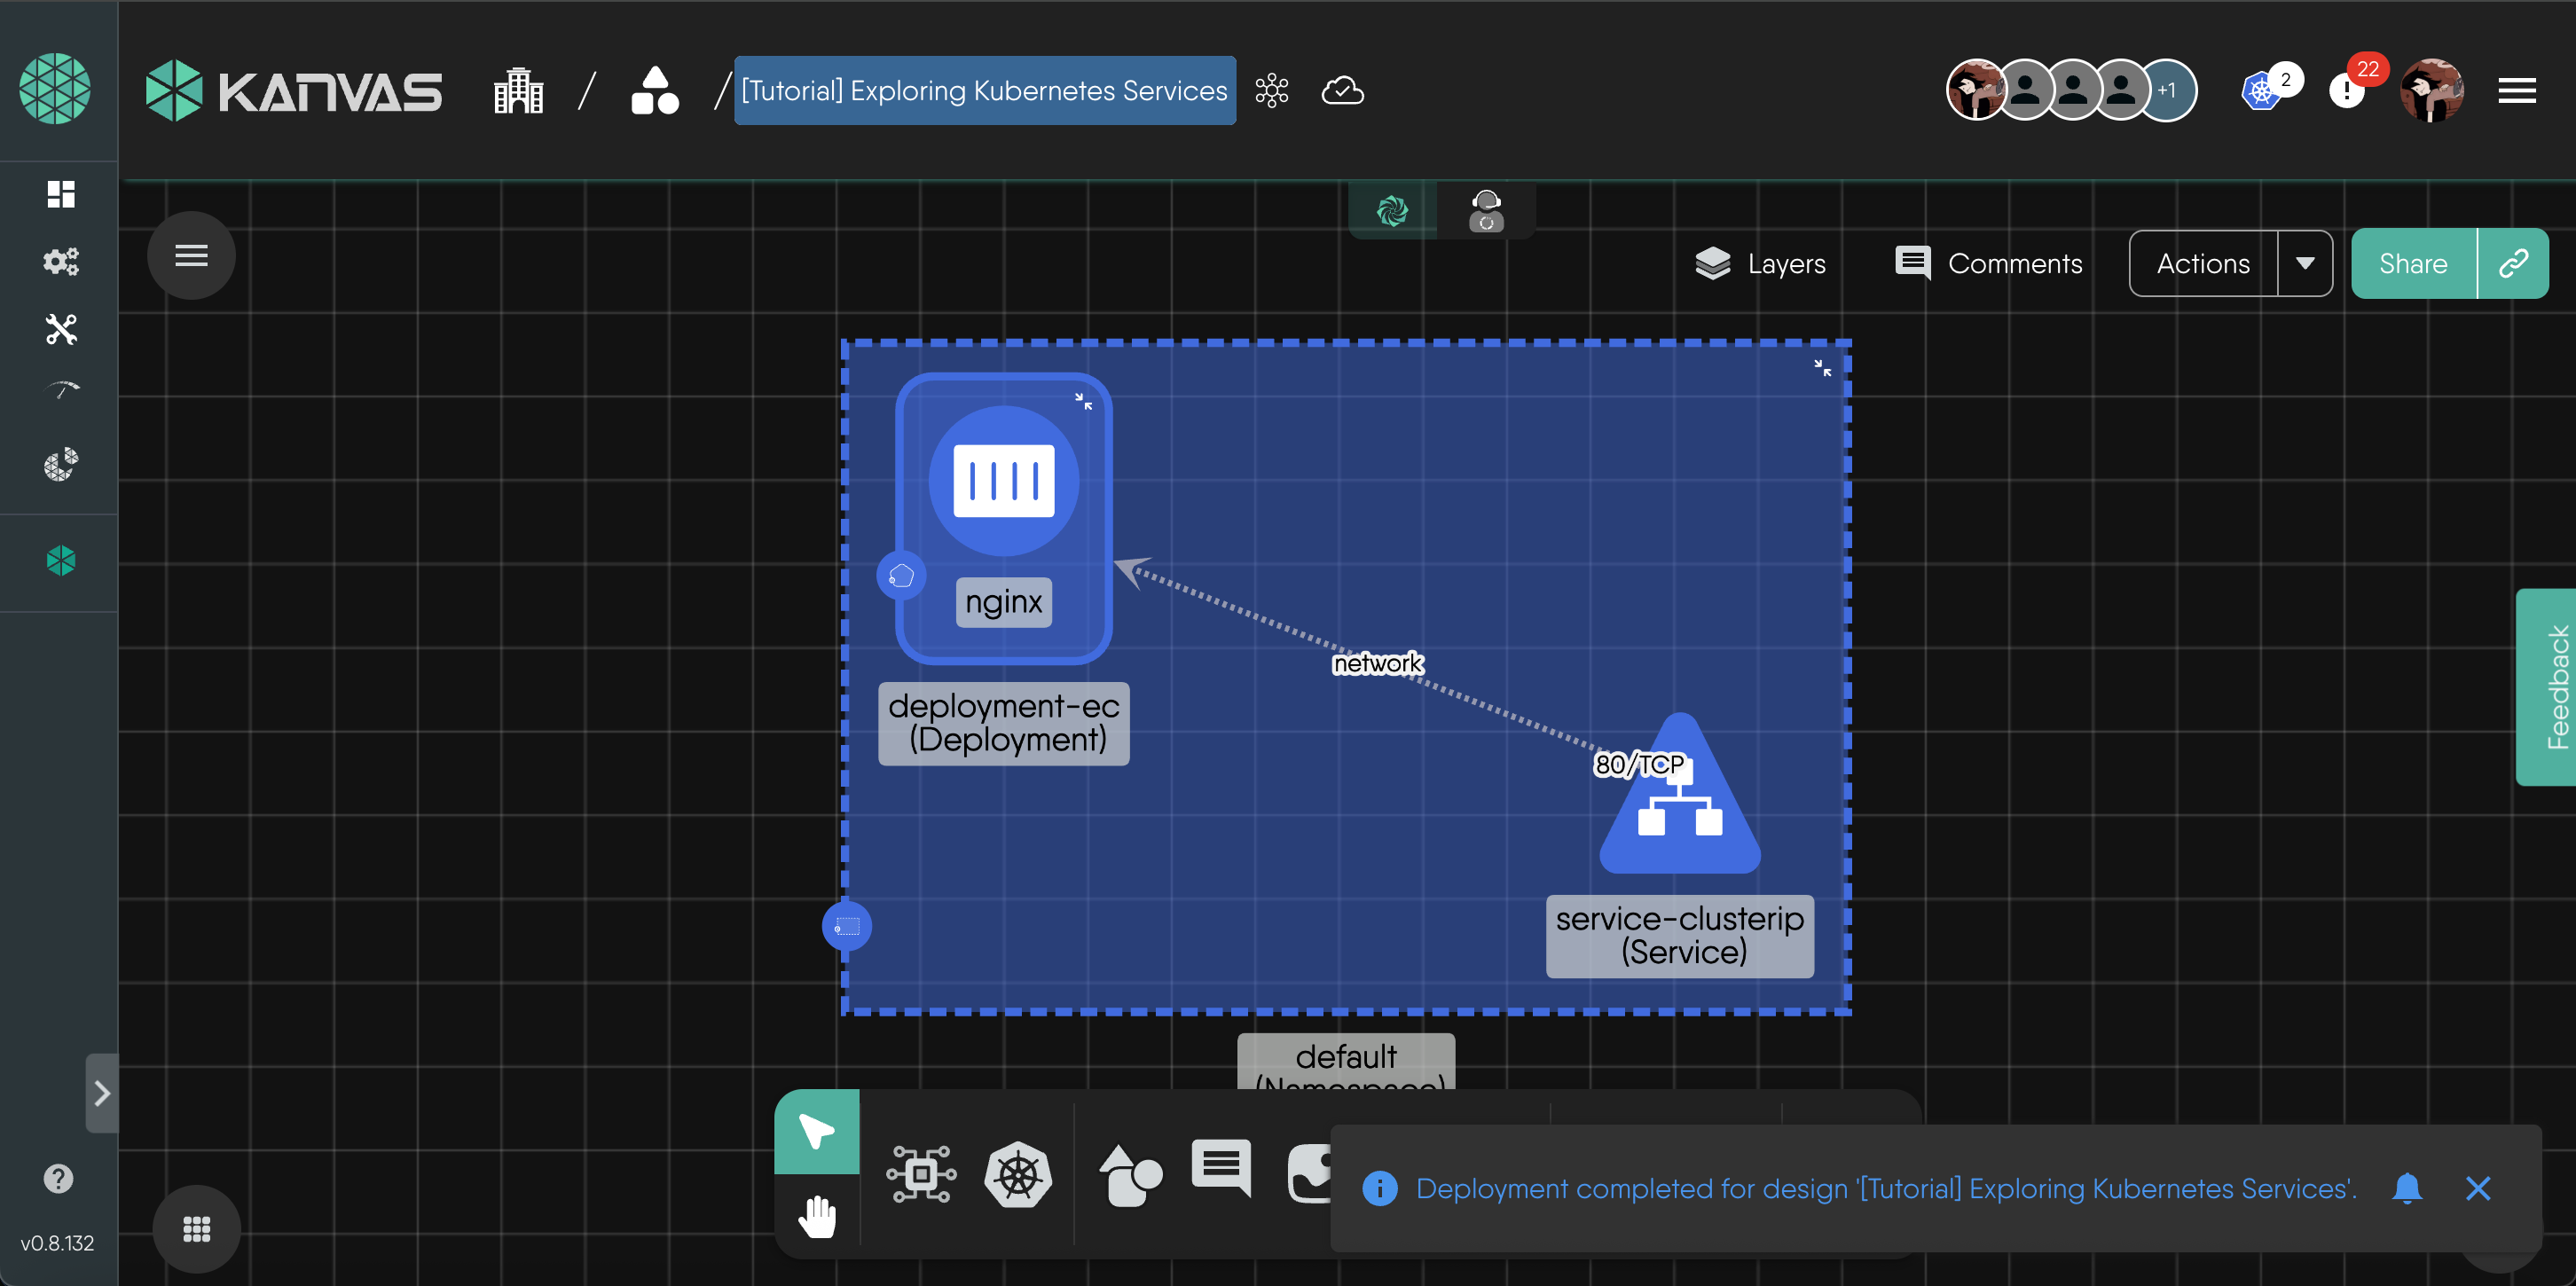 KANVAS
/
/
[Tutorial] Exploring Kubernetes Services
+1
2
22
Layers
Comments
Actions
Share
nginx
deployment-ec
(Deployment)
network
80/TCP
service-clusterip
(Service)
default
(Namespace)
Feedback
Deployment completed for design '[Tutorial] Exploring Kubernetes Services'.
v0.8.132